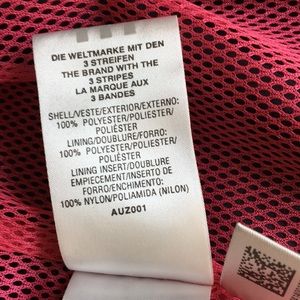 DIE WELTMARKE MIT DEN
3 STREIFEN
THE BRAND WITH THE
3 STRIPES
LA MARQUE AUX
3 BANDES
SHELL/VESTE/EXTERIOR/EXTERNO:
100% POLYESTER/POLIESTER/
POLIÉSTER
LINING/DOUBLURE/FORRO:
100% POLYESTER/POLIESTER/
POLIÉSTER
LINING INSERT/DOUBLURE
EMPIECEMENT/INSERTO DE
FORRO/ENCHIMENTO:
100% NYLON/POLIAMIDA (NILON)
AUZ001